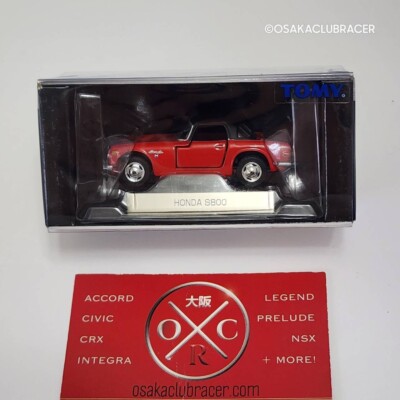 ©OSAKACLUBRACER
TOMY
HONDA S800
ACCORD
CIVIC
CRX
INTEGRA
大阪
O C
R
LEGEND
PRELUDE
NSX
+ MORE!
osakaclubracer.com